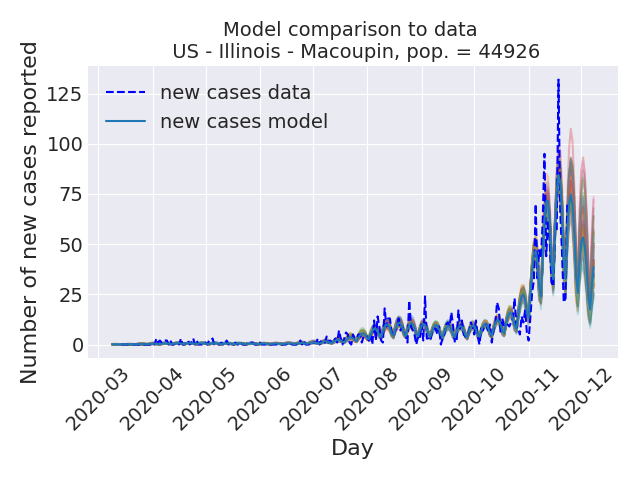 Model comparison to data
US - Illinois - Macoupin, pop. = 44926
Number of new cases reported
125
100
75
50
25
0
new cases data
new cases model
2020-03
2020-04
2020-05
2020-06
2020-07
2020-08
2020-09
2020-10
2020-11
2020-12
Day